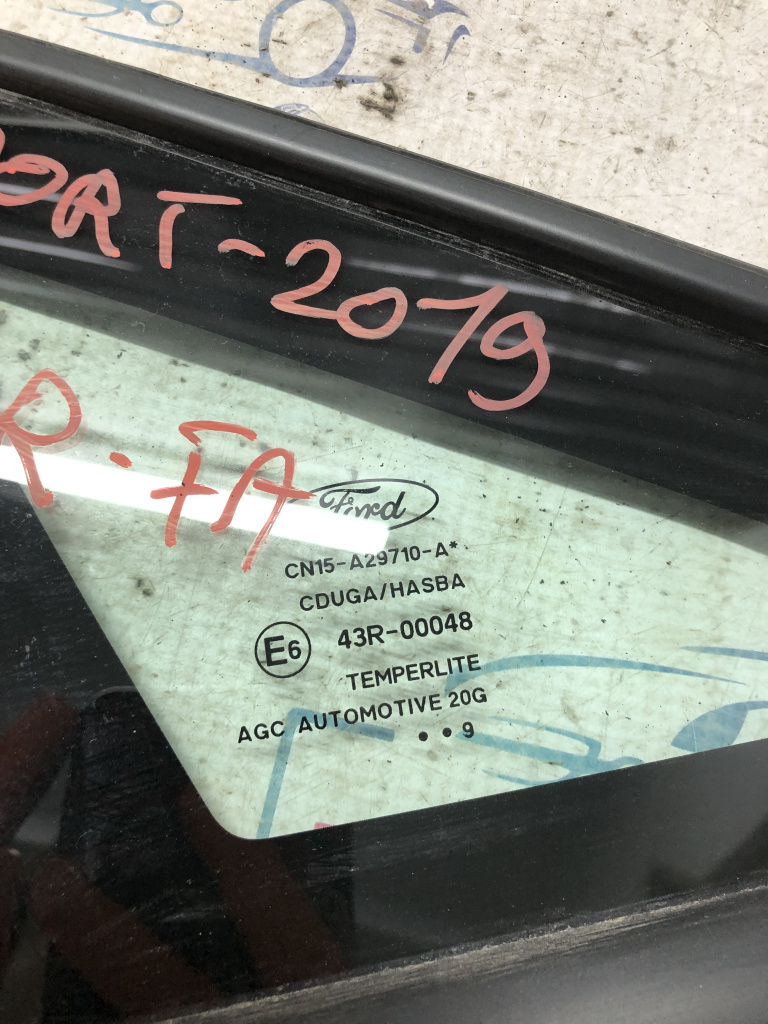 ORT-2019
R.FA
Ford
CN15-A29710-A*
CDUGA/HASBA
E6 43R-00048
TEMPERLITE
AGC AUTOMOTIVE 20G
• • 9